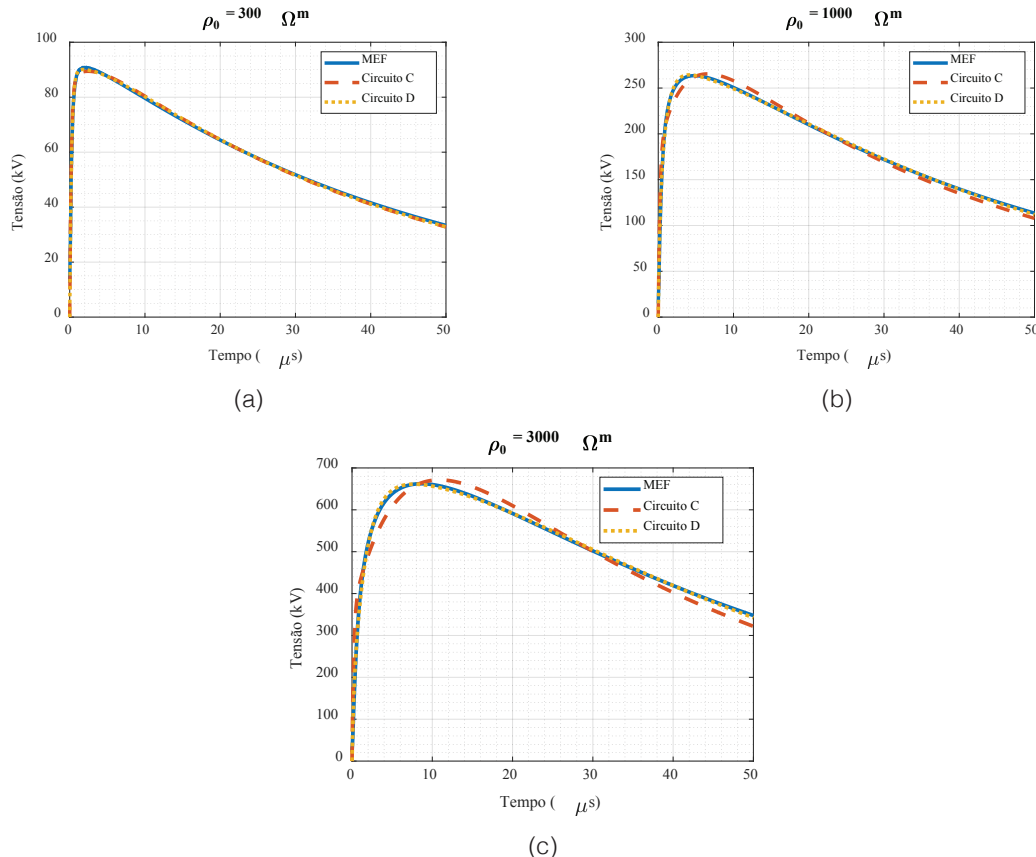 ρ₀ = 300 Ωm
100
80
60
40
20
0
Tensão (kV)
MEF
Circuito C
Circuito D
0 10 20 30 40 50
Tempo ( μs)
(a)
ρ₀ = 1000 Ωm
300
250
200
150
100
50
0
Tensão (kV)
MEF
Circuito C
Circuito D
0 10 20 30 40 50
Tempo ( μs)
(b)
ρ₀ = 3000 Ωm
700
600
500
400
300
200
100
0
Tensão (kV)
MEF
Circuito C
Circuito D
0 10 20 30 40 50
Tempo ( μs)
(c)